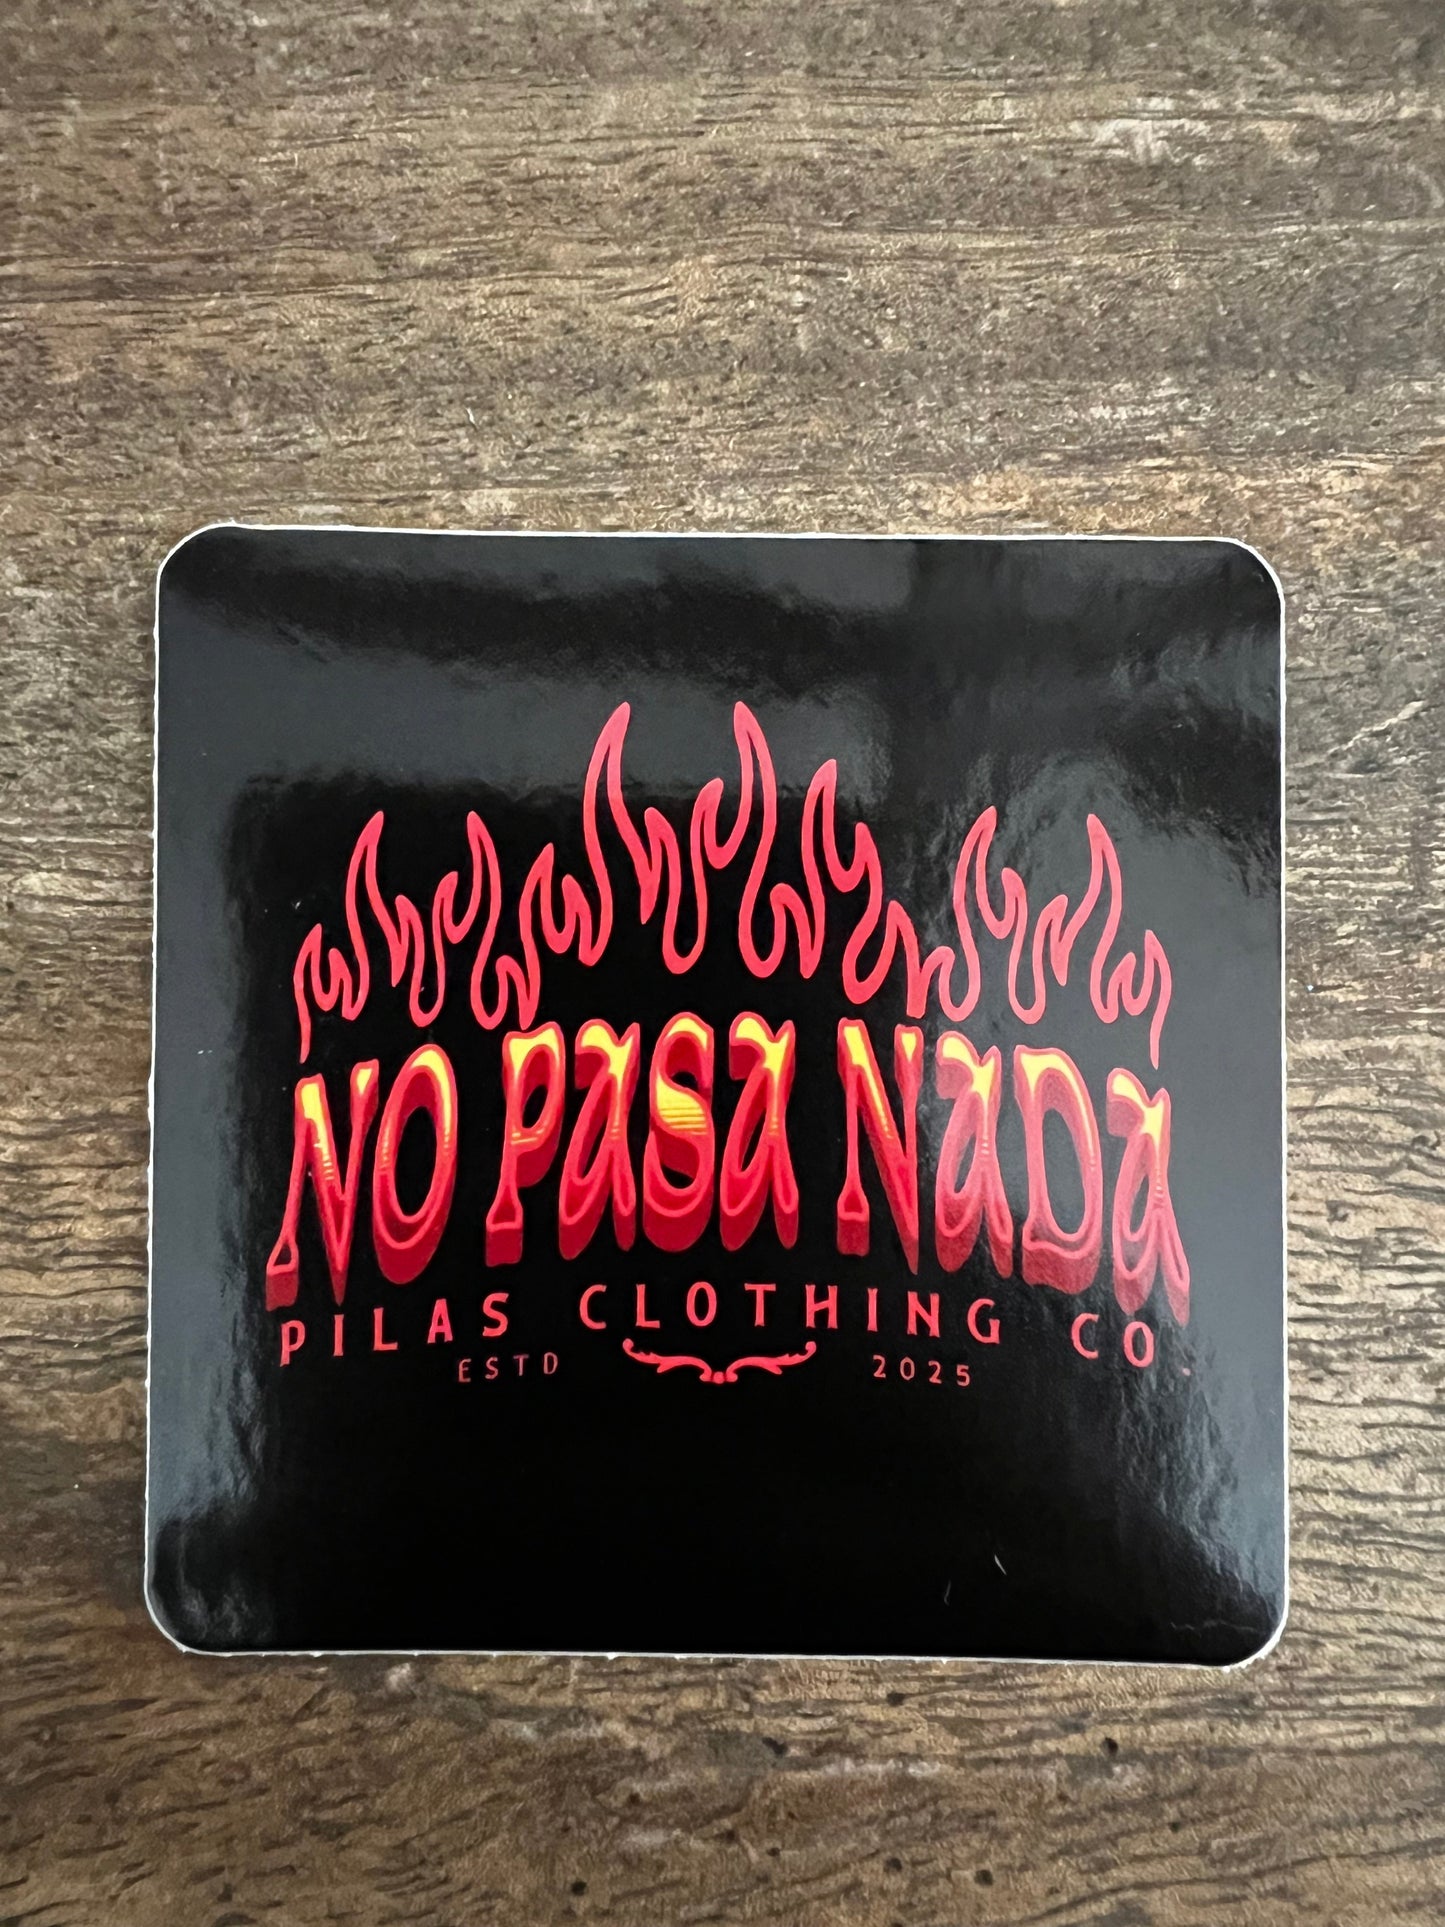 NO PaSa NaDa
PILAS CLOTHING CO.
ESTD 2025